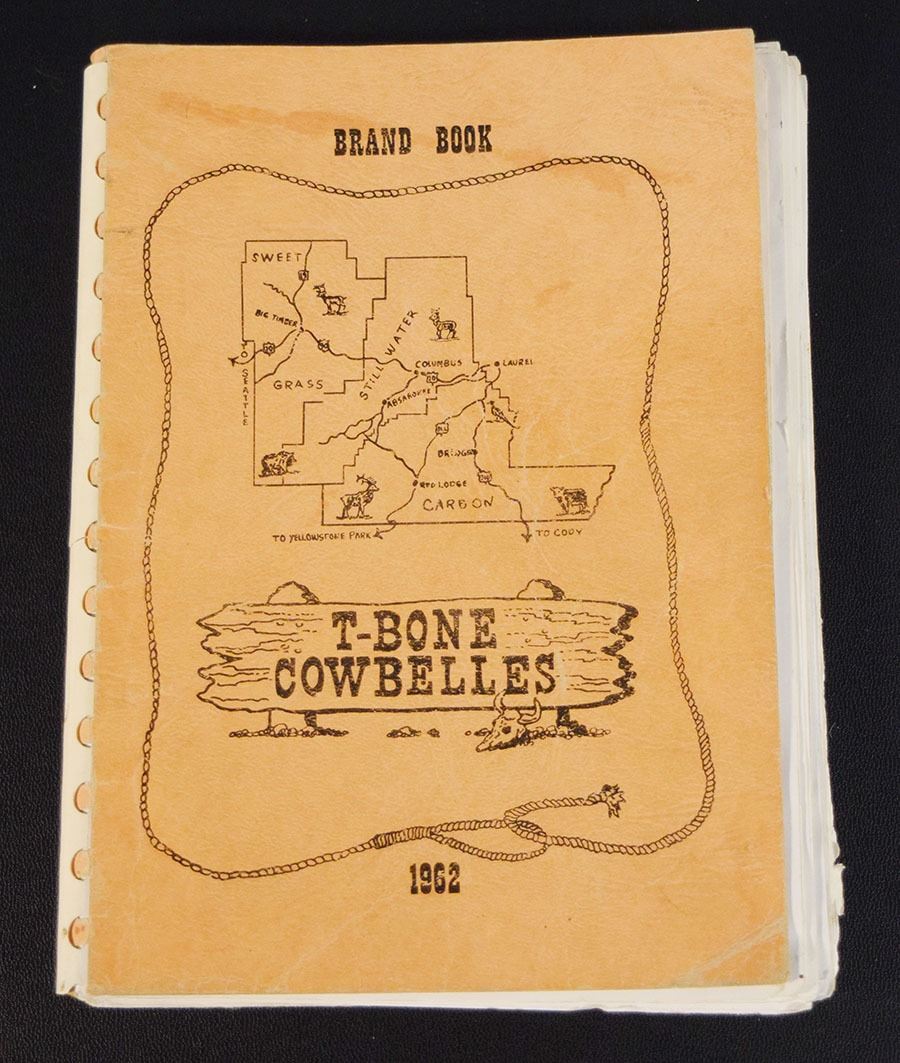 BRAND BOOK
SWEET
BIG TIMBER
GRASS
TO SEATTLE
STILL WATER
COLUMBUS
LAUREL
ABSAROKEE
BRIDGER
RED LODGE
CARBON
TO YELLOWSTONE PARK
TO CODY
T-BONE
COWBELLES
1962